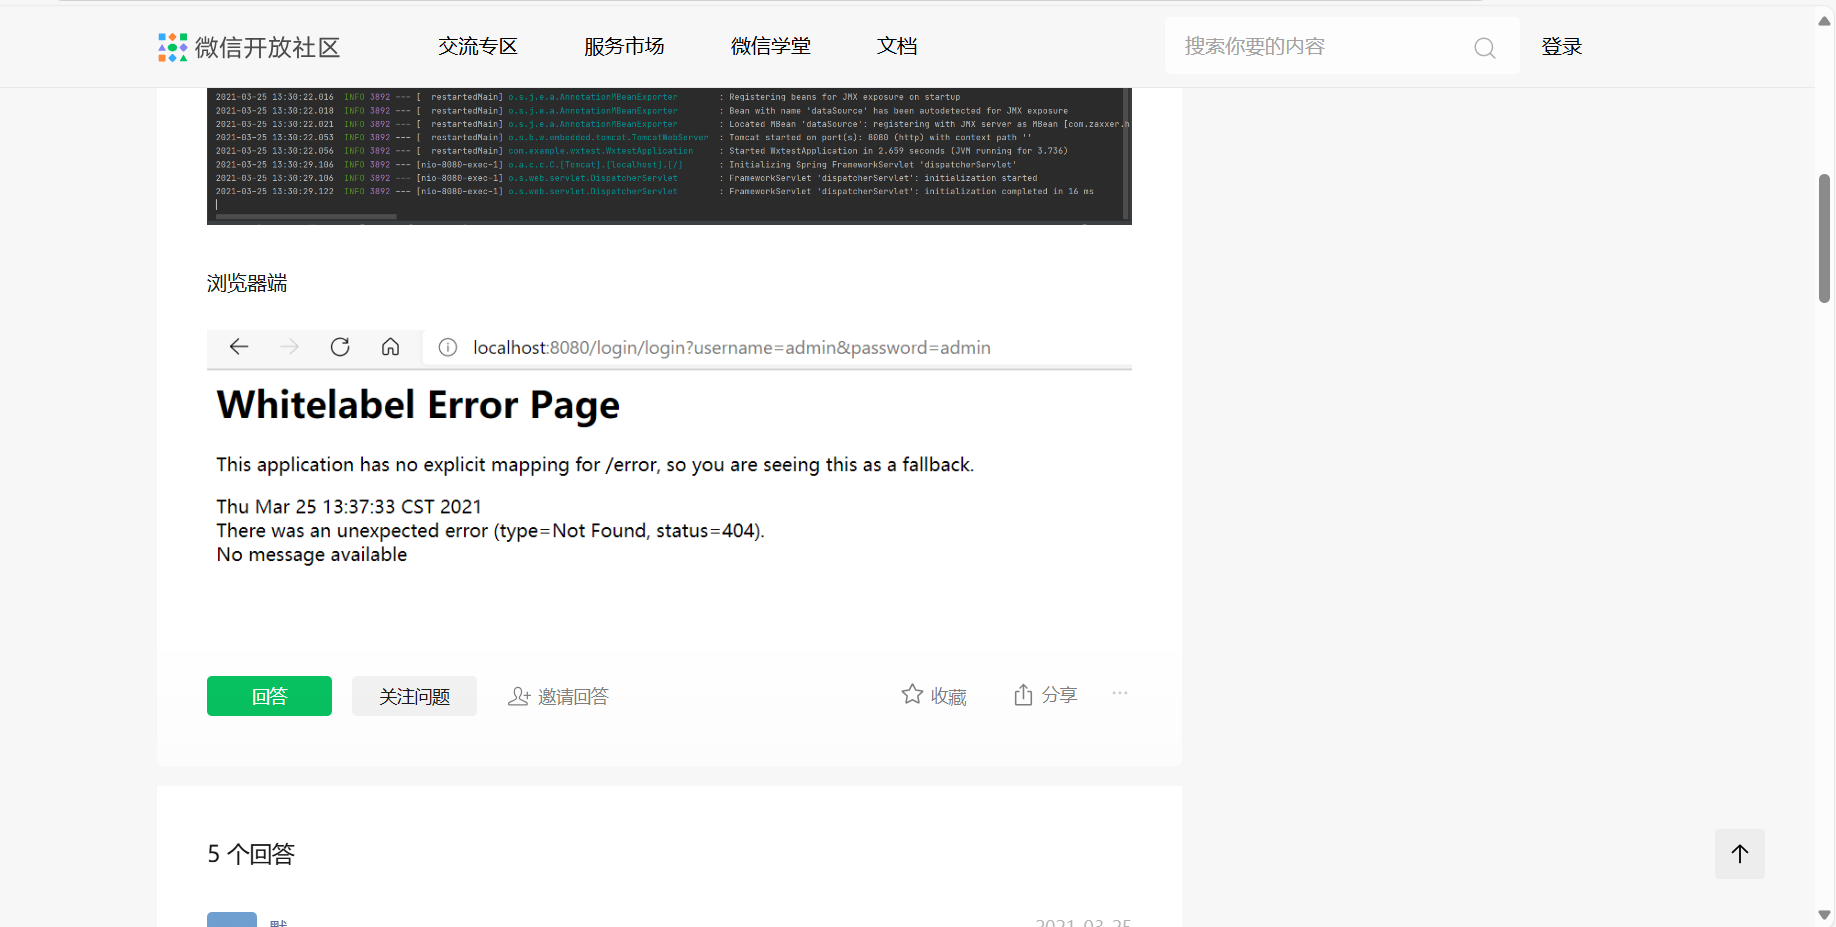 微信开放社区 交流专区 服务市场 微信学堂 文档 搜索你要的内容 登录
2021-03-25 13:30:22.016 INFO 3892 --- [ restartedMain] o.s.j.e.a.AnnotationMBeanExporter : Registering beans for JMX exposure on startup
2021-03-25 13:30:22.018 INFO 3892 --- [ restartedMain] o.s.j.e.a.AnnotationMBeanExporter : Bean with name 'dataSource' has been autodetected for JMX exposure
2021-03-25 13:30:22.021 INFO 3892 --- [ restartedMain] o.s.j.e.a.AnnotationMBeanExporter : Located MBean 'dataSource': registering with JMX server as MBean [com.zaxxer.h
2021-03-25 13:30:22.053 INFO 3892 --- [ restartedMain] o.s.b.w.embedded.tomcat.TomcatWebServer : Tomcat started on port(s): 8080 (http) with context path ''
2021-03-25 13:30:22.056 INFO 3892 --- [ restartedMain] com.example.wxtest.WxtestApplication : Started WxtestApplication in 2.659 seconds (JVM running for 3.736)
2021-03-25 13:30:29.106 INFO 3892 --- [nio-8080-exec-1] o.a.c.c.C.[Tomcat].[localhost].[/] : Initializing Spring FrameworkServlet 'dispatcherServlet'
2021-03-25 13:30:29.106 INFO 3892 --- [nio-8080-exec-1] o.s.web.servlet.DispatcherServlet : FrameworkServlet 'dispatcherServlet': initialization started
2021-03-25 13:30:29.122 INFO 3892 --- [nio-8080-exec-1] o.s.web.servlet.DispatcherServlet : FrameworkServlet 'dispatcherServlet': initialization completed in 16 ms
浏览器端
localhost:8080/login/login?username=admin&password=admin
Whitelabel Error Page
This application has no explicit mapping for /error, so you are seeing this as a fallback.
Thu Mar 25 13:37:33 CST 2021
There was an unexpected error (type=Not Found, status=404).
No message available
回答 关注问题 邀请回答 收藏 分享 ...
5 个回答
2021-03-25